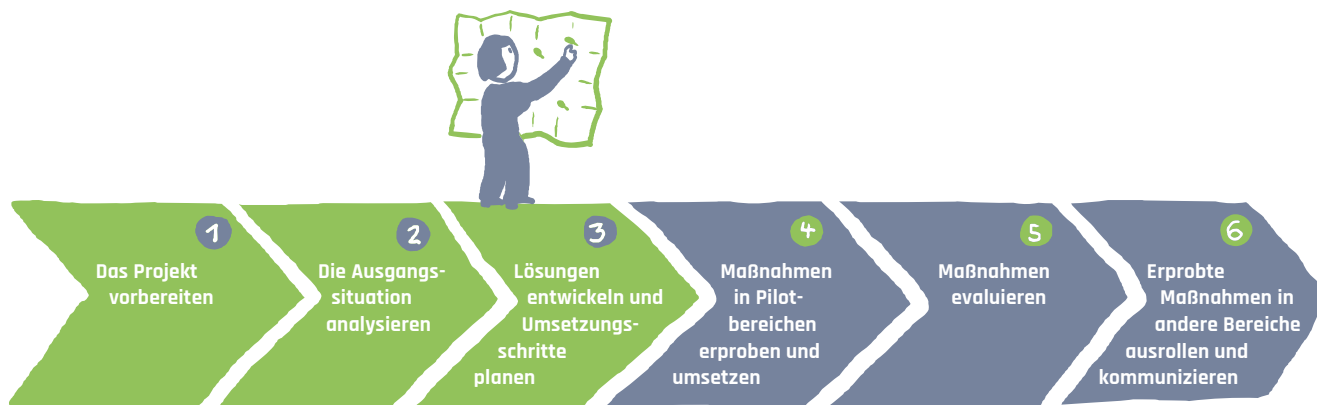 1
Das Projekt
vorbereiten
2
Die Ausgangs-
situation
analysieren
3
Lösungen
entwickeln und
Umsetzungs-
schritte
planen
4
Maßnahmen
in Pilot-
bereichen
erproben und
umsetzen
5
Maßnahmen
evaluieren
6
Erprobte
Maßnahmen in
andere Bereiche
ausrollen und
kommunizieren